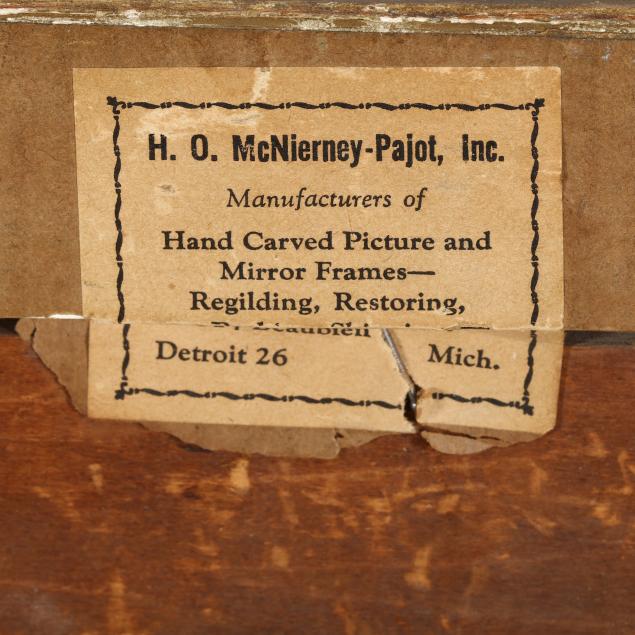 H. O. McNierney-Pajot, Inc.
Manufacturers of
Hand Carved Picture and
Mirror Frames—
Regilding, Restoring,
Detroit 26 Mich.